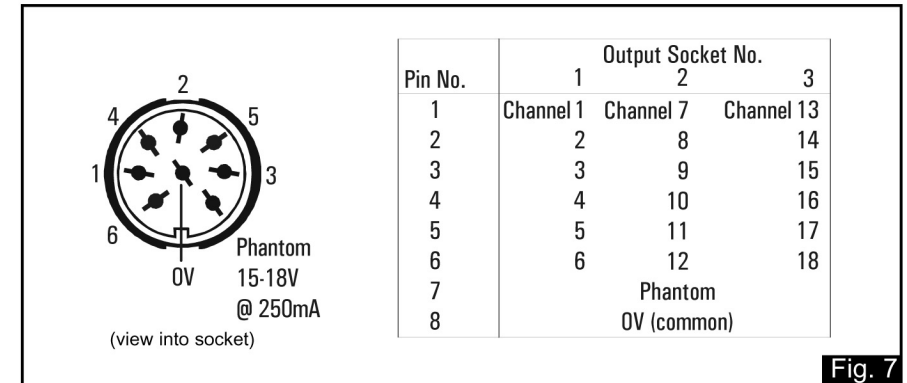 2
4
5
1
3
6
Phantom
0V
15-18V
@ 250mA
(view into socket)
Output Socket No.
Pin No. 1 2 3
1 Channel 1 Channel 7 Channel 13
2 2 8 14
3 3 9 15
4 4 10 16
5 5 11 17
6 6 12 18
7 Phantom
8 0V (common)
Fig. 7